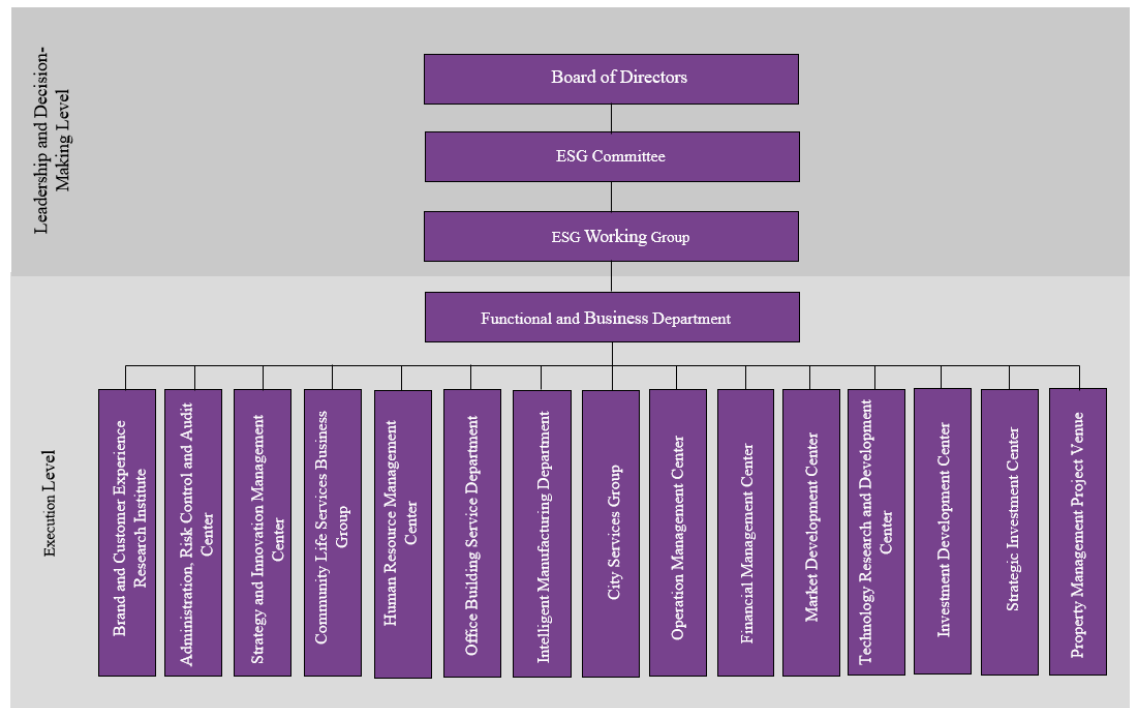 Leadership and Decision-
Making Level
Board of Directors
ESG Committee
ESG Working Group
Execution Level
Functional and Business Department
Brand and Customer Experience
Research Institute
Administration, Risk Control and Audit
Center
Strategy and Innovation Management
Center
Community Life Services Business
Group
Human Resource Management
Center
Office Building Service Department
Intelligent Manufacturing Department
City Services Group
Operation Management Center
Financial Management Center
Market Development Center
Technology Research and Development
Center
Investment Development Center
Strategic Investment Center
Property Management Project Venue